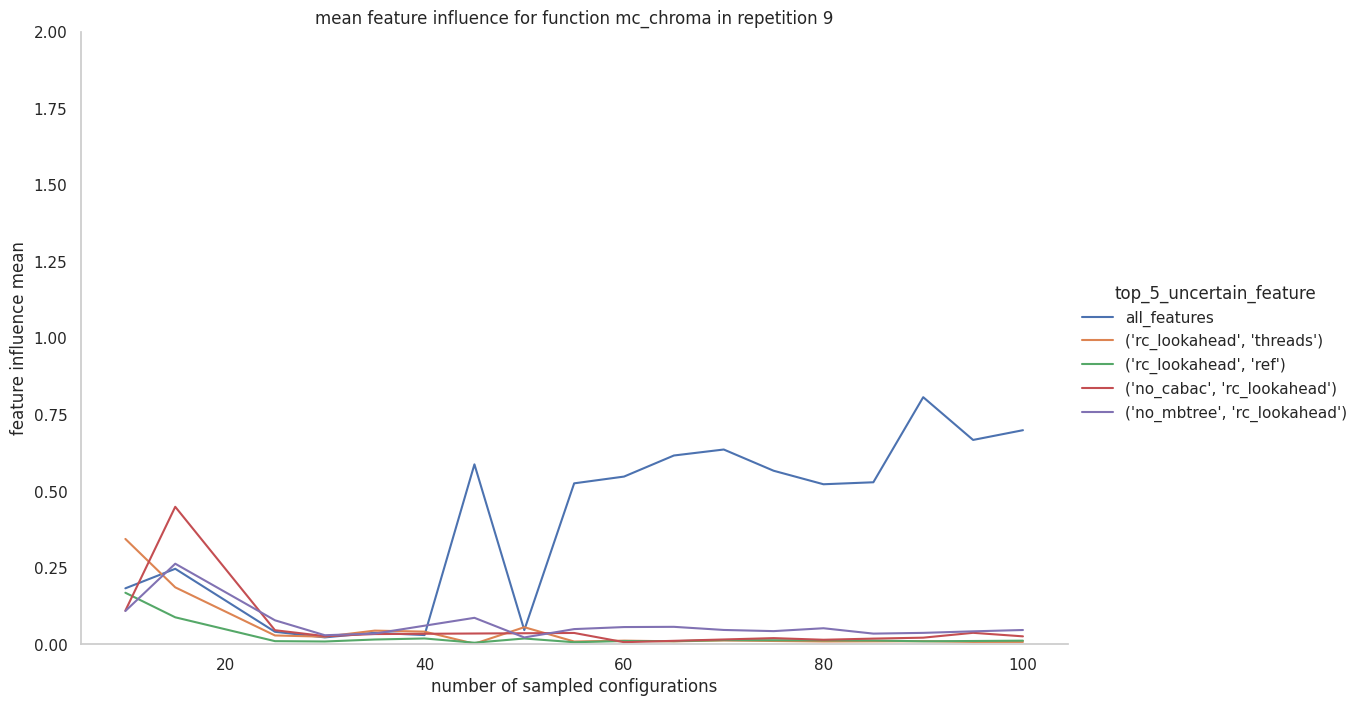 mean feature influence for function mc_chroma in repetition 9
2.00
1.75
1.50
1.25
1.00
0.75
0.50
0.25
0.00
feature influence mean
20
40
60
80
100
number of sampled configurations
top_5_uncertain_feature
all_features
('rc_lookahead', 'threads')
('rc_lookahead', 'ref')
('no_cabac', 'rc_lookahead')
('no_mbtree', 'rc_lookahead')